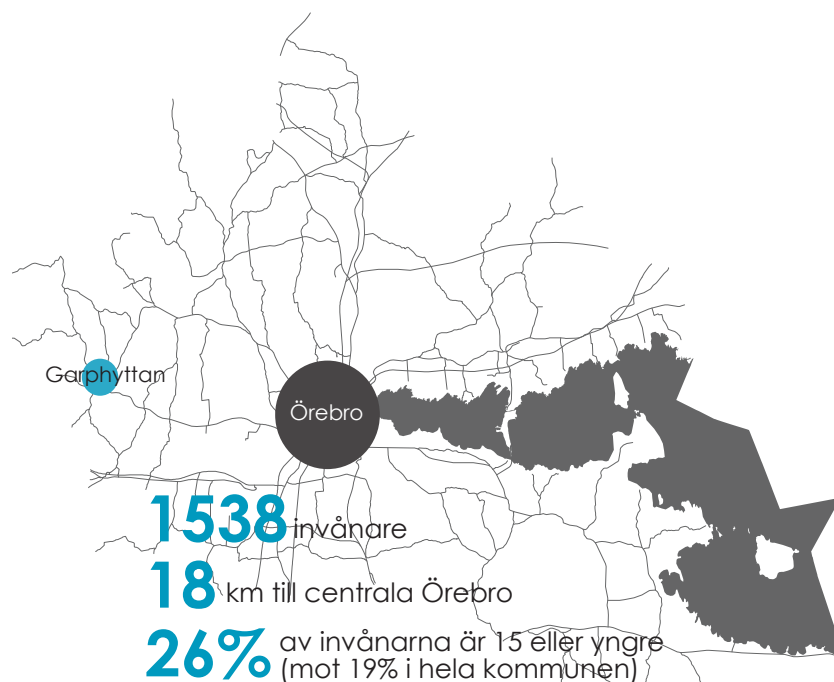 Garphyttan
Örebro
1538 invånare
18 km till centrala Örebro
26% av invånarna är 15 eller yngre
(mot 19% i hela kommunen)